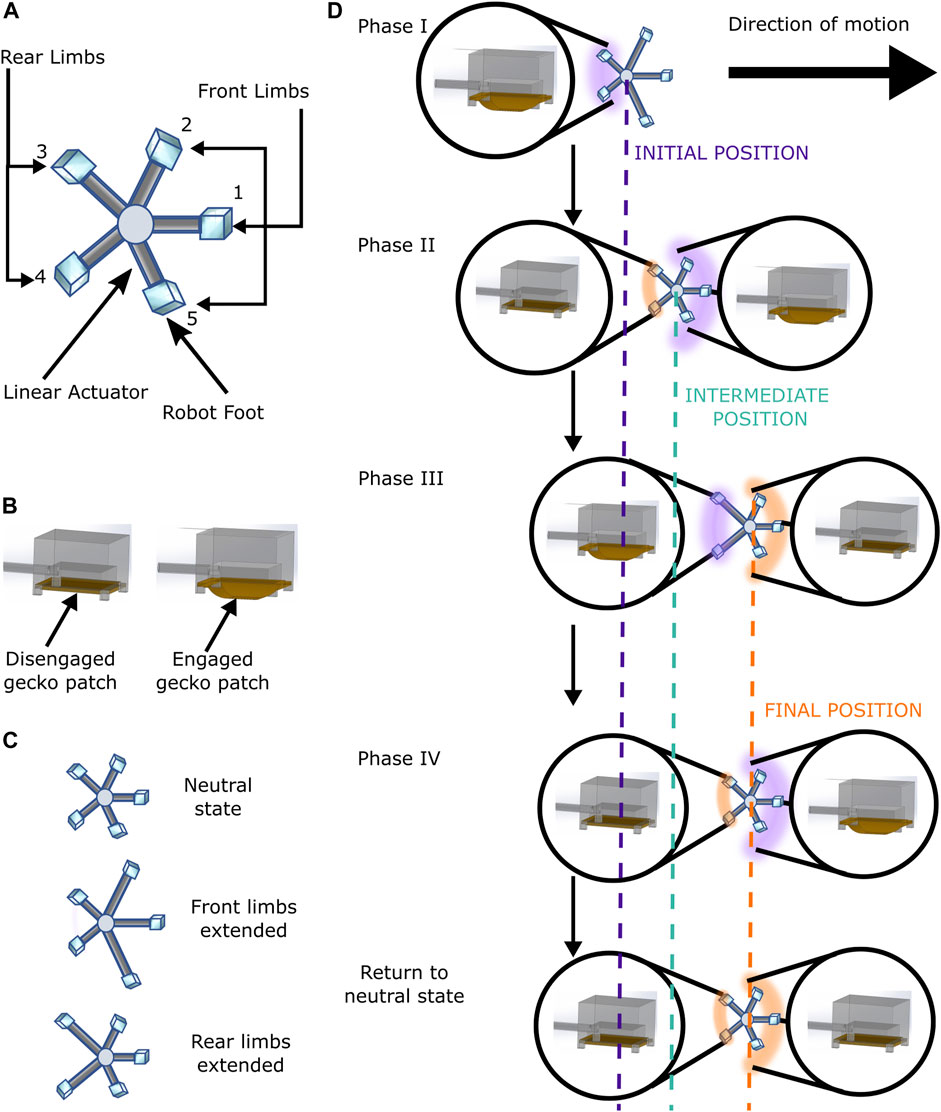 A
Rear Limbs
Front Limbs
2
3
1
4
5
Linear Actuator
Robot Foot
B
Disengaged
gecko patch
Engaged
gecko patch
C
Neutral
state
Front limbs
extended
Rear limbs
extended
D
Phase I
Direction of motion
INITIAL POSITION
Phase II
INTERMEDIATE
POSITION
Phase III
FINAL POSITION
Phase IV
Return to
neutral state